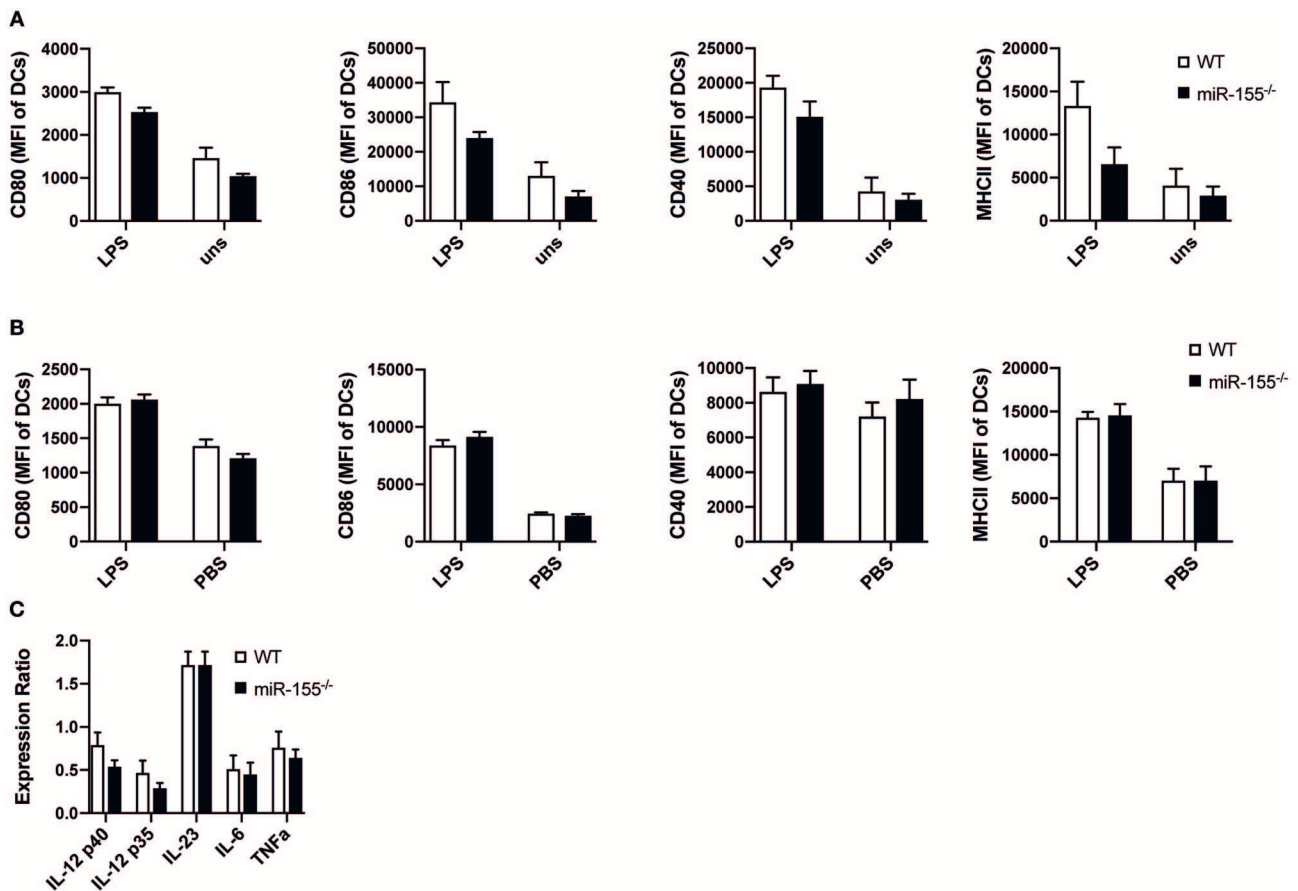 A
CD80 (MFI of DCs)
4000
3000
2000
1000
0
LPS
uns
CD86 (MFI of DCs)
50000
40000
30000
20000
10000
0
LPS
uns
CD40 (MFI of DCs)
25000
20000
15000
10000
5000
0
LPS
uns
MHCII (MFI of DCs)
20000
15000
10000
5000
0
LPS
uns
WT
miR-155-/-
B
CD80 (MFI of DCs)
2500
2000
1500
1000
500
0
LPS
PBS
CD86 (MFI of DCs)
15000
10000
5000
0
LPS
PBS
CD40 (MFI of DCs)
10000
8000
6000
4000
2000
0
LPS
PBS
MHCII (MFI of DCs)
20000
15000
10000
5000
0
LPS
PBS
WT
miR-155-/-
C
Expression Ratio
2.0
1.5
1.0
0.5
0.0
IL-12 p40
IL-12 p35
IL-23
IL-6
TNFa
WT
miR-155-/-